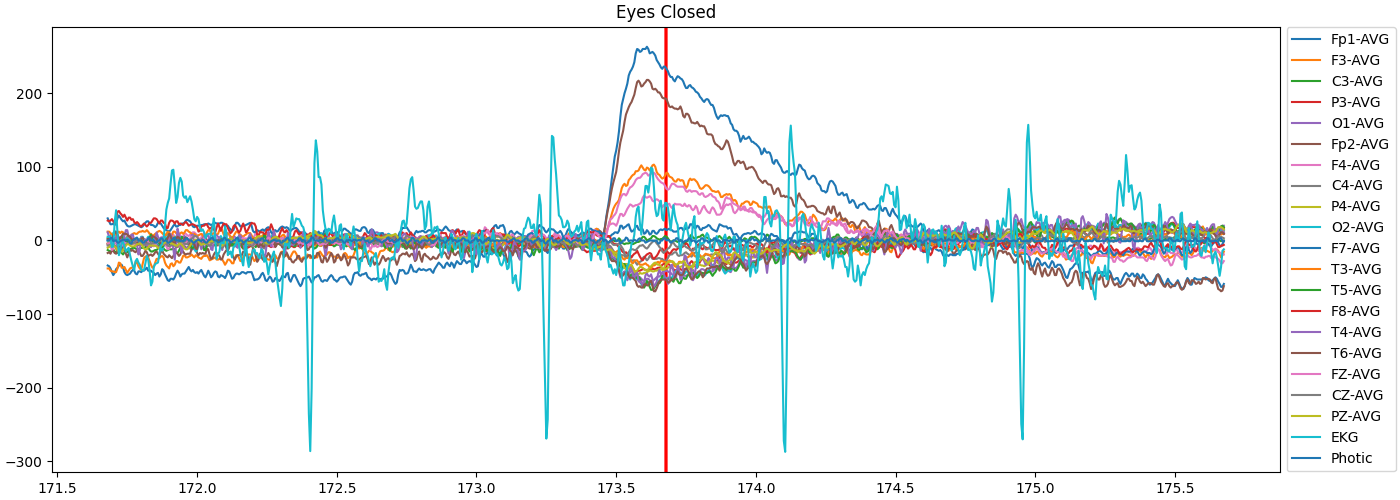 Eyes Closed
200
100
0
−100
−200
−300
171.5 172.0 172.5 173.0 173.5 174.0 174.5 175.0 175.5
Fp1-AVG
F3-AVG
C3-AVG
P3-AVG
O1-AVG
Fp2-AVG
F4-AVG
C4-AVG
P4-AVG
O2-AVG
F7-AVG
T3-AVG
T5-AVG
F8-AVG
T4-AVG
T6-AVG
FZ-AVG
CZ-AVG
PZ-AVG
EKG
Photic